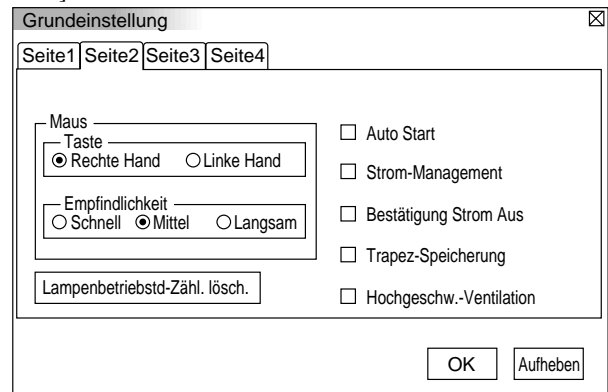 Grundeinstellung
Seite1 Seite2 Seite3 Seite4
Maus
Taste
Rechte Hand Linke Hand
Empfindlichkeit
Schnell Mittel Langsam
Lampenbetriebstd-Zähl. lösch.
Auto Start
Strom-Management
Bestätigung Strom Aus
Trapez-Speicherung
Hochgeschw.-Ventilation
OK Aufheben